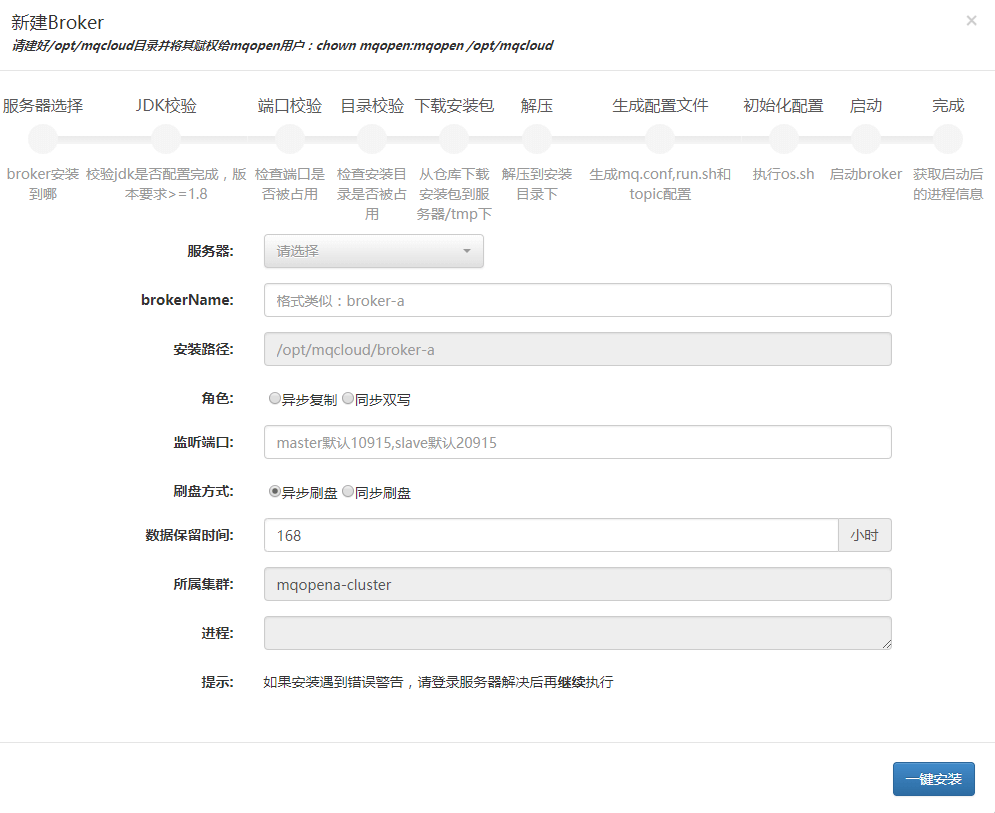 新建Broker
×
请建好/opt/mqcloud目录并将其赋权给mqopen用户：chown mqopen:mqopen /opt/mqcloud
服务器选择 JDK校验 端口校验 目录校验 下载安装包 解压 生成配置文件 初始化配置 启动 完成
broker安装 校验jdk是否配置完成，版 检查端口是 检查安装目 从仓库下载 解压到安装 生成mq.conf,run.sh和 执行os.sh 启动broker 获取启动后
到哪 本要求>=1.8 否被占用 录是否被占 安装包到服 目录下 topic配置 的进程信息
用 务器/tmp下
服务器: 请选择
brokerName: 格式类似：broker-a
安装路径: /opt/mqcloud/broker-a
角色: 异步复制 同步双写
监听端口: master默认10915,slave默认20915
刷盘方式: 异步刷盘 同步刷盘
数据保留时间: 168 小时
所属集群: mqopena-cluster
进程:
提示: 如果安装遇到错误警告，请登录服务器解决后再继续执行
一键安装